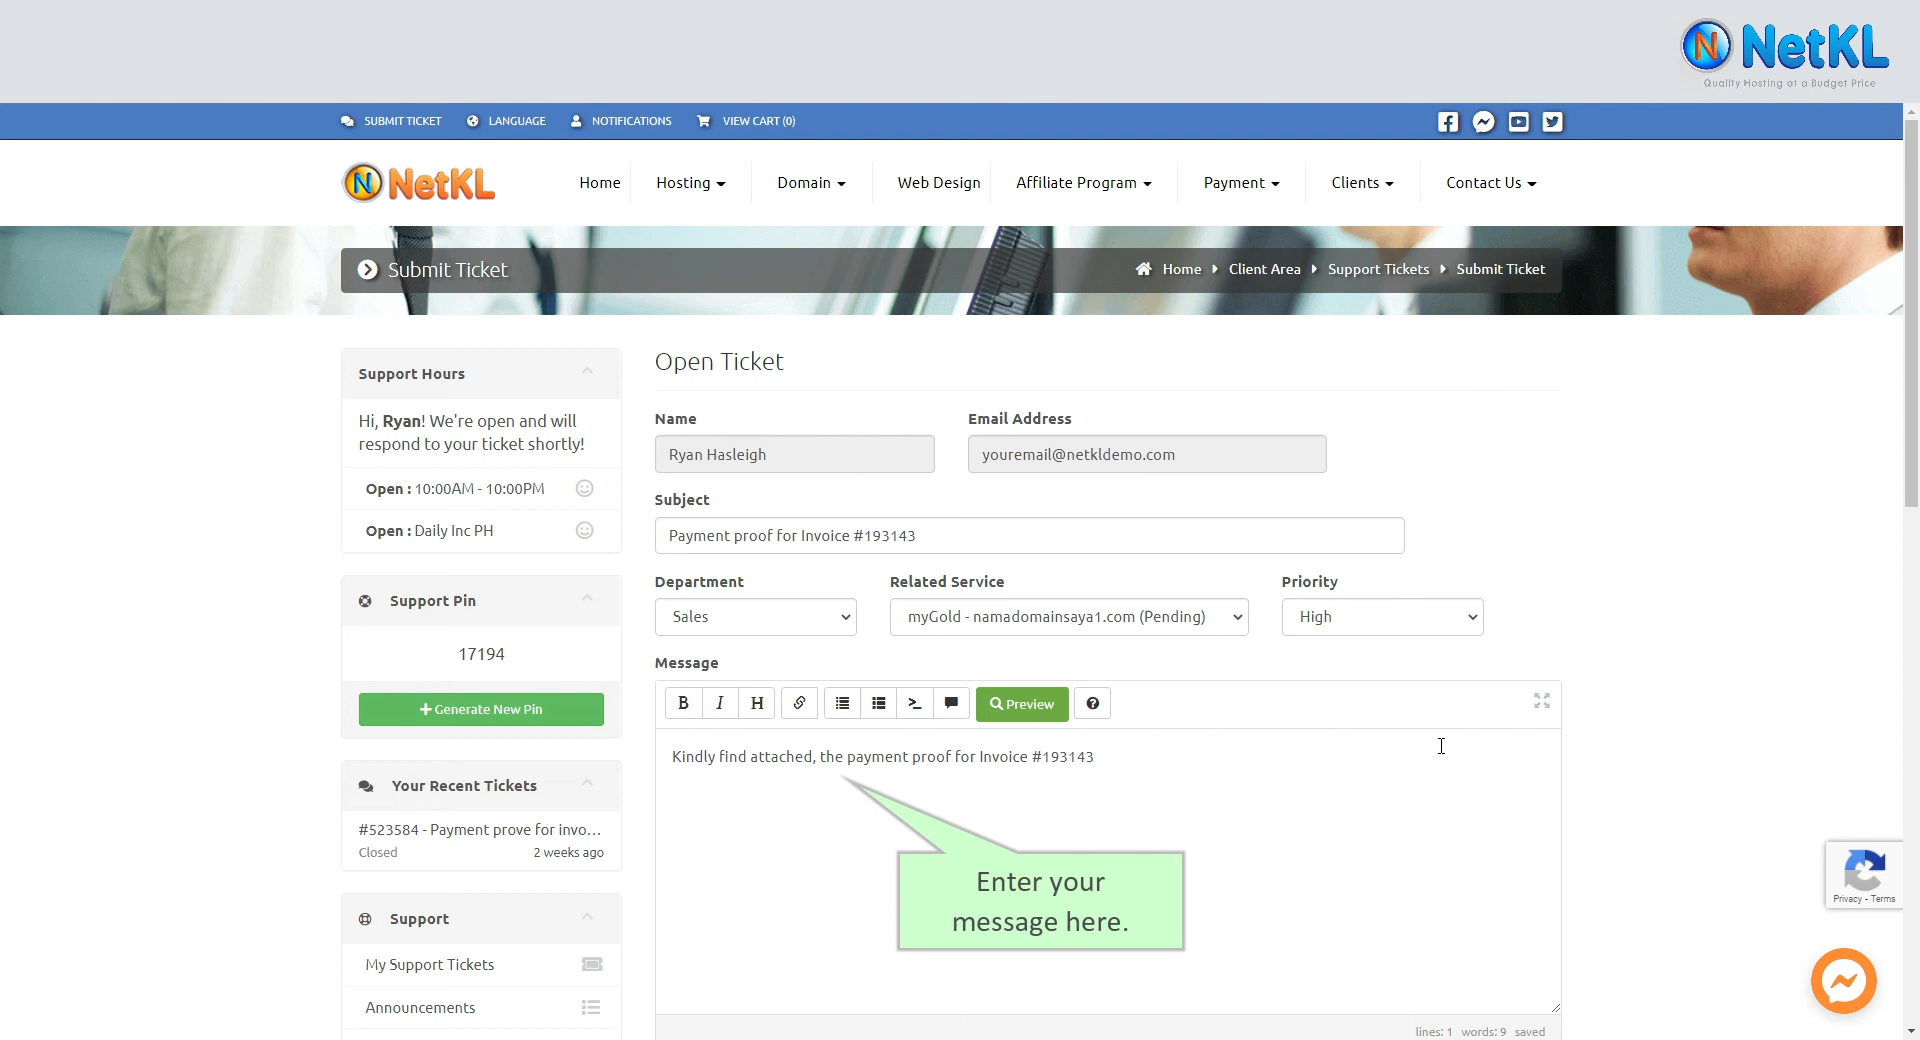 NetKL
Quality Hosting at a Budget Price
SUBMIT TICKET LANGUAGE NOTIFICATIONS VIEW CART (0)
NetKL Home Hosting Domain Web Design Affiliate Program Payment Clients Contact Us
Submit Ticket Home Client Area Support Tickets Submit Ticket
Support Hours
Hi, Ryan! We're open and will
respond to your ticket shortly!
Open : 10:00AM - 10:00PM
Open : Daily Inc PH
Support Pin
17194
Generate New Pin
Your Recent Tickets
#523584 - Payment prove for invo...
Closed 2 weeks ago
Support
My Support Tickets
Announcements
Open Ticket
Name Email Address
Ryan Hasleigh youremail@netkldemo.com
Subject
Payment proof for Invoice #193143
Department Related Service Priority
Sales myGold - namadomainsaya1.com (Pending) High
Message
B I H Preview
Kindly find attached, the payment proof for Invoice #193143
Enter your
message here.
lines: 1 words: 9 saved
Privacy - Terms